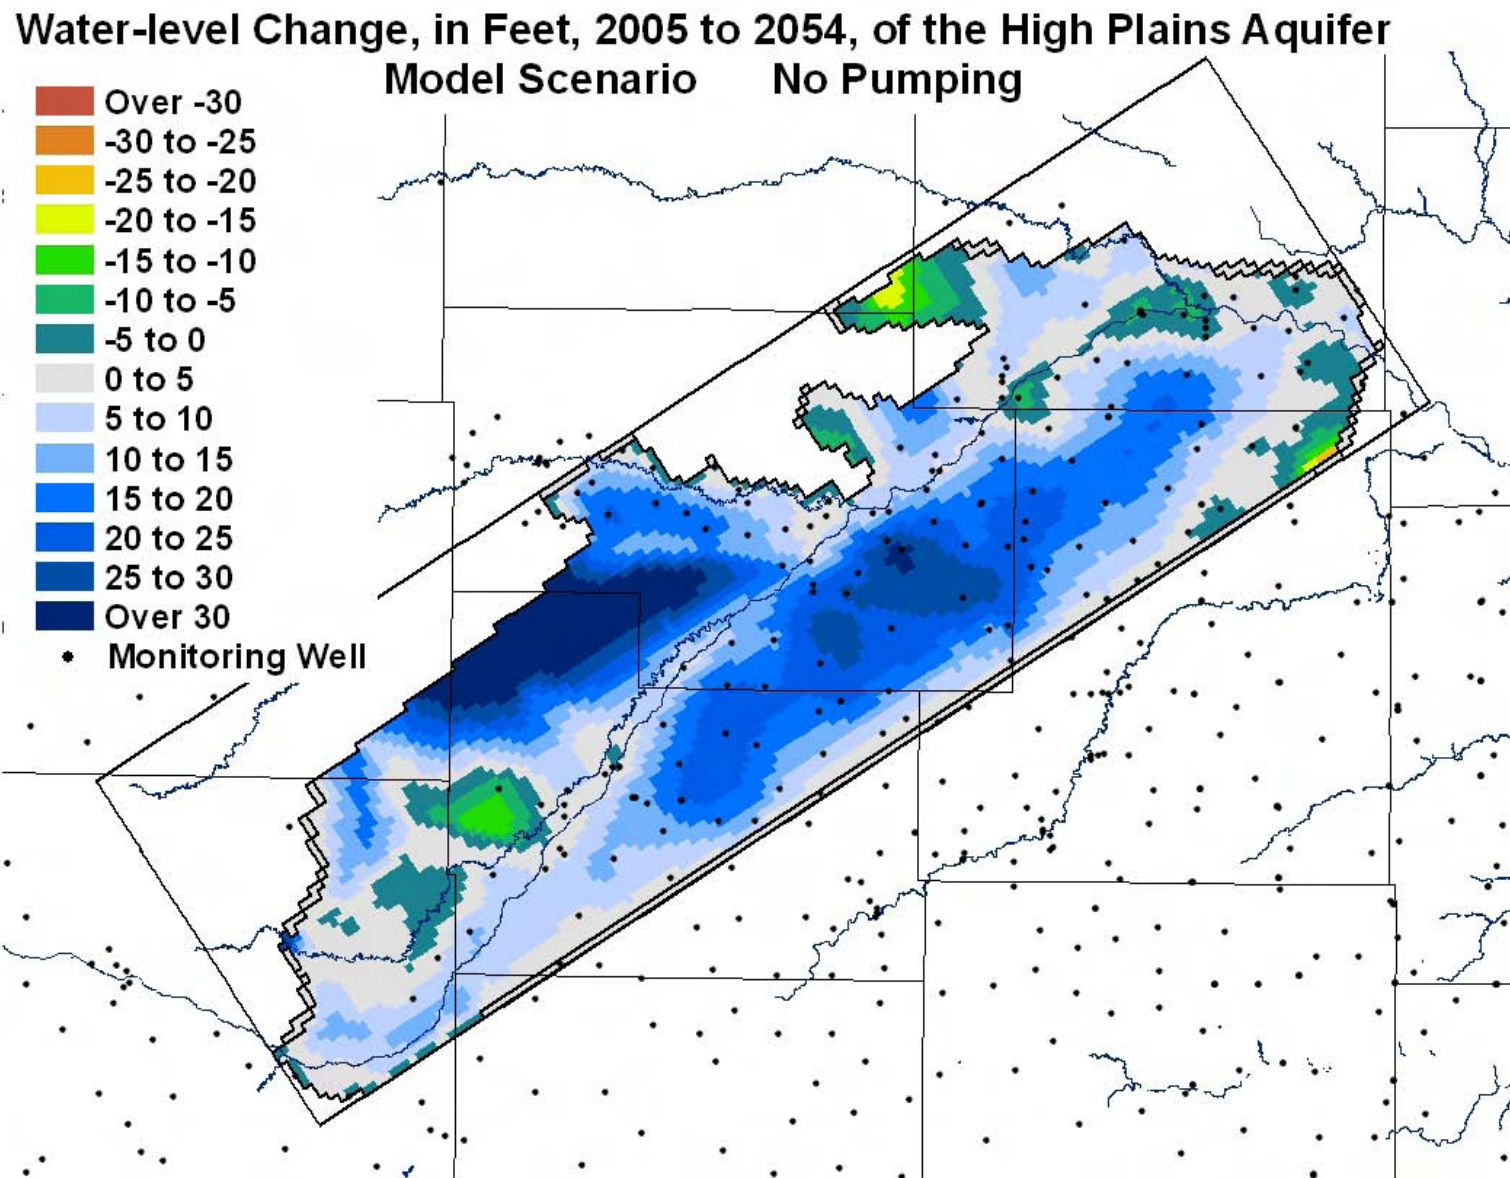 Water-level Change, in Feet, 2005 to 2054, of the High Plains Aquifer
Model Scenario No Pumping
Over -30
-30 to -25
-25 to -20
-20 to -15
-15 to -10
-10 to -5
-5 to 0
0 to 5
5 to 10
10 to 15
15 to 20
20 to 25
25 to 30
Over 30
Monitoring Well